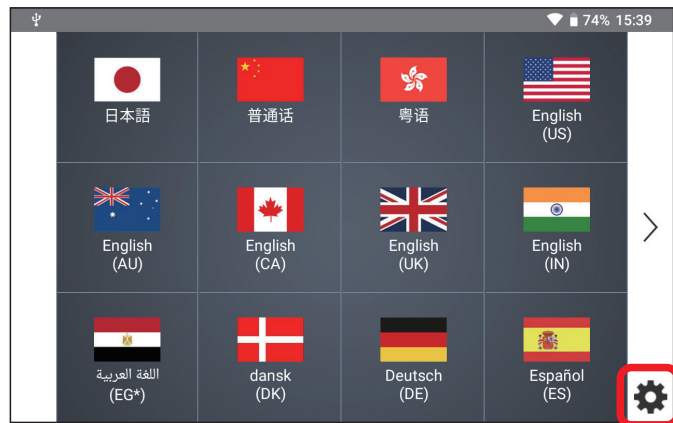 74% 15:39
日本語
普通话
粤语
English
(US)
English
(AU)
English
(CA)
English
(UK)
English
(IN)
اللغة العربية
(EG*)
dansk
(DK)
Deutsch
(DE)
Español
(ES)